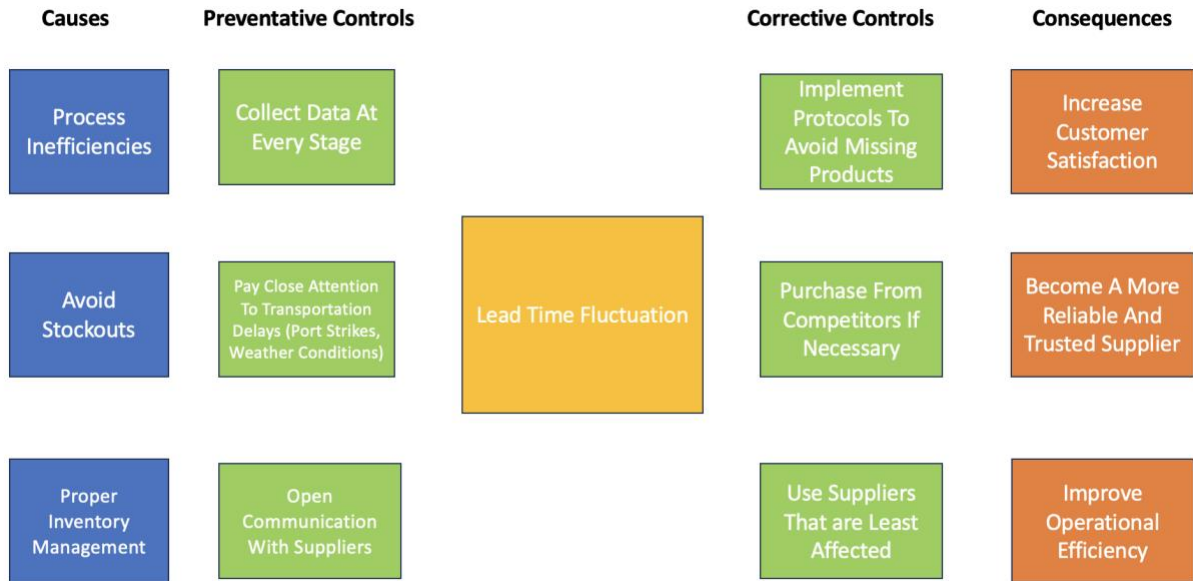 Causes
Preventative Controls
Corrective Controls
Consequences
Process
Inefficiencies
Collect Data At
Every Stage
Implement
Protocols To
Avoid Missing
Products
Increase
Customer
Satisfaction
Avoid
Stockouts
Pay Close Attention
To Transportation
Delays (Port Strikes,
Weather Conditions)
Lead Time Fluctuation
Purchase From
Competitors If
Necessary
Become A More
Reliable And
Trusted Supplier
Proper
Inventory
Management
Open
Communication
With Suppliers
Use Suppliers
That are Least
Affected
Improve
Operational
Efficiency